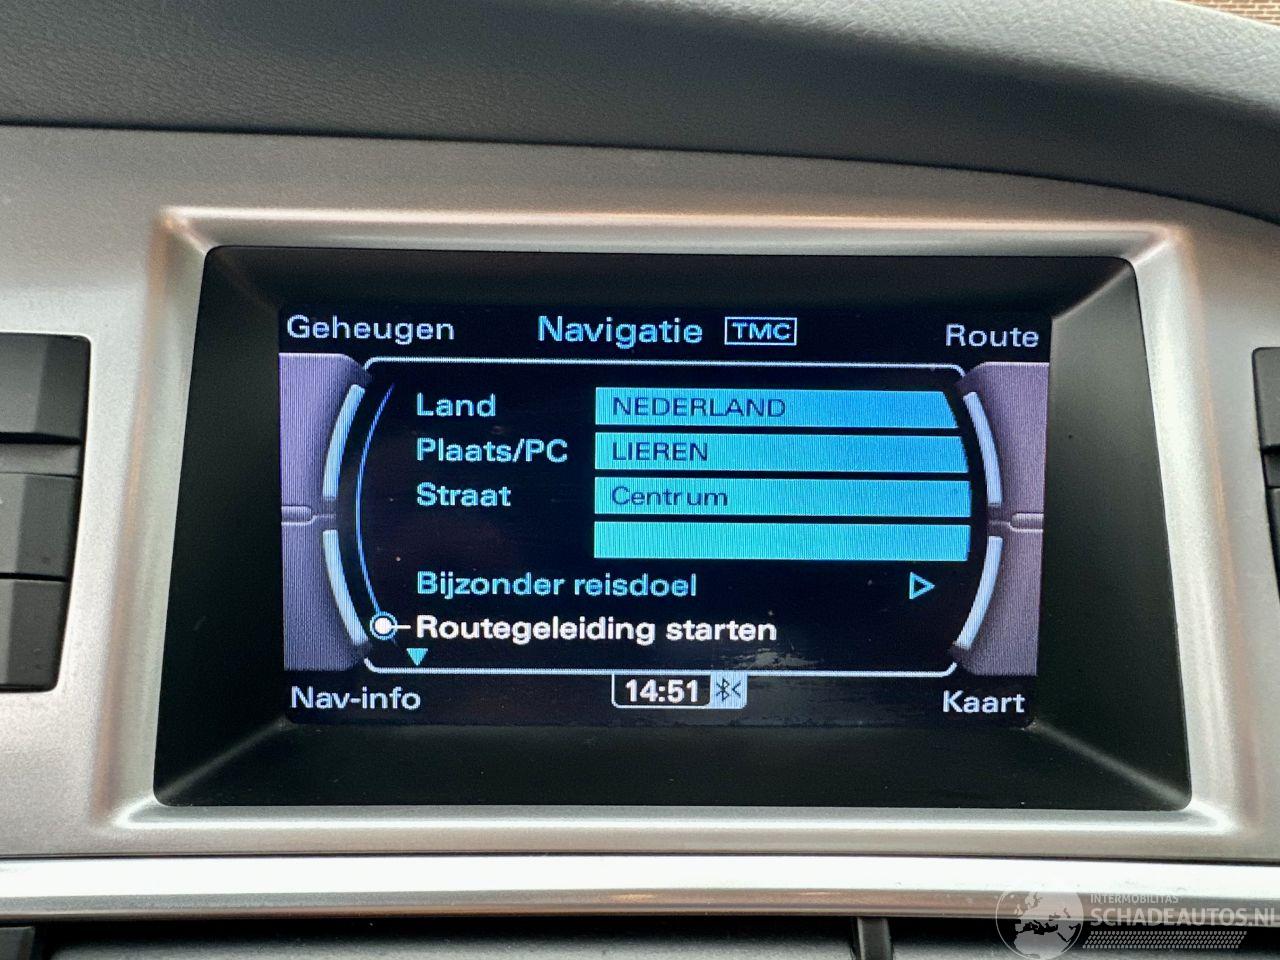 Geheugen Navigatie TMC Route
Land NEDERLAND
Plaats/PC LIEREN
Straat Centrum
Bijzonder reisdoel
Routegeleiding starten
Nav-info 14:51 Kaart
INTERMOBILITAS
SCHADEAUTOS.NL